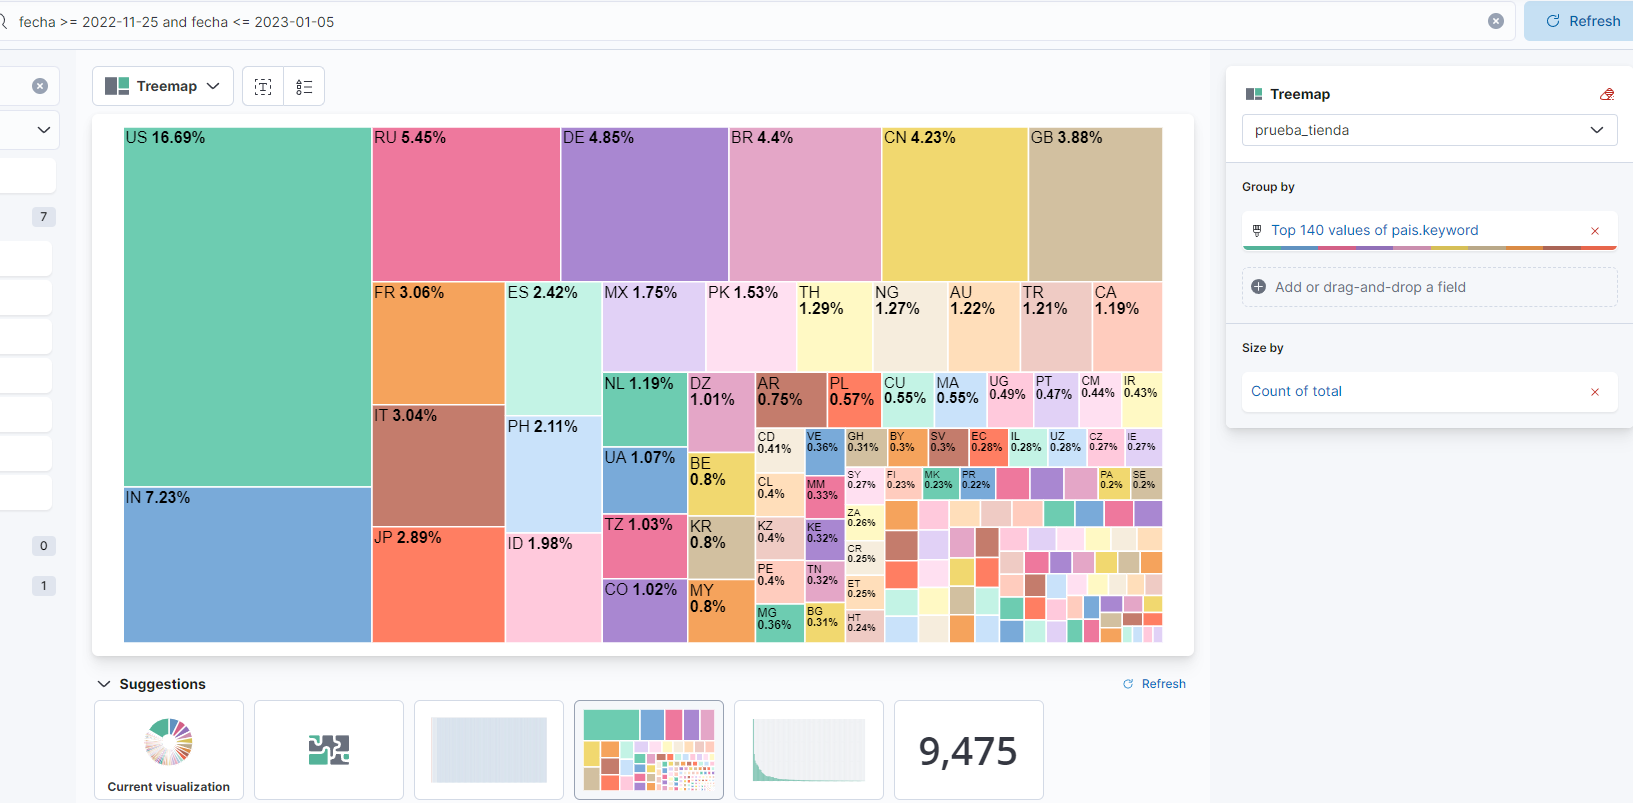 fecha >= 2022-11-25 and fecha <= 2023-01-05
Refresh
Treemap
7
0
1
US 16.69%
RU 5.45%
DE 4.85%
BR 4.4%
CN 4.23%
GB 3.88%
IN 7.23%
FR 3.06%
ES 2.42%
MX 1.75%
PK 1.53%
TH
1.29%
NG
1.27%
AU
1.22%
TR
1.21%
CA
1.19%
IT 3.04%
PH 2.11%
JP 2.89%
ID 1.98%
NL 1.19%
DZ
1.01%
AR
0.75%
PL
0.57%
CU
0.55%
MA
0.55%
UG
0.49%
PT
0.47%
CM
0.44%
IR
0.43%
UA 1.07%
BE
0.8%
TZ 1.03%
KR
0.8%
CO 1.02%
MY
0.8%
CD
0.41%
VE
0.36%
GH
0.31%
BY
0.3%
SV
0.3%
EC
0.28%
IL
0.28%
UZ
0.28%
CZ
0.27%
IE
0.27%
CL
0.4%
MM
0.33%
SY
0.27%
FI
0.23%
MK
0.23%
PR
0.22%
PA
0.2%
SE
0.2%
KZ
0.4%
KE
0.32%
ZA
0.26%
PE
0.4%
TN
0.32%
CR
0.25%
ET
0.25%
MG
0.36%
BG
0.31%
HT
0.24%
Suggestions
Refresh
Current visualization
9,475
Treemap
prueba_tienda
Group by
Top 140 values of pais.keyword
Add or drag-and-drop a field
Size by
Count of total